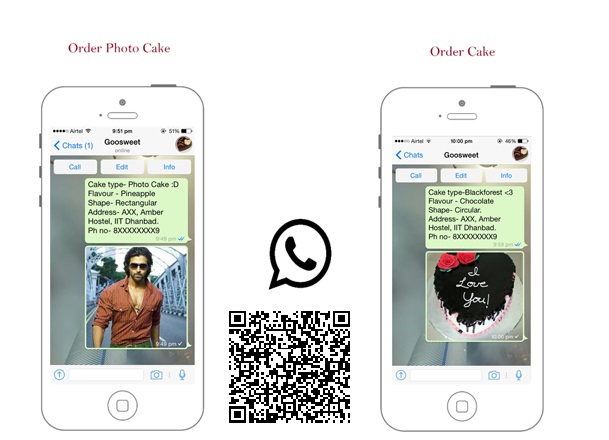 Order Photo Cake
Order Cake
Airtel
9:51 pm
51%
Chats (1)
Goosweet
online
Call
Edit
Info
Cake type- Photo Cake :D
Flavour - Pineapple
Shape- Rectangular
Address- AXX, Amber
Hostel, IIT Dhanbad.
Ph no- 8XXXXXXXX9
9:49 pm
9:49 pm
Airtel
10:00 pm
46%
Chats
Goosweet
Call
Edit
Info
Cake type-Blackforest <3
Flavour - Chocolate
Shape- Circular.
Address- AXX, Amber
Hostel, IIT Dhanbad.
Ph no- 8XXXXXXXX9
I
Love
You!
10:00 pm